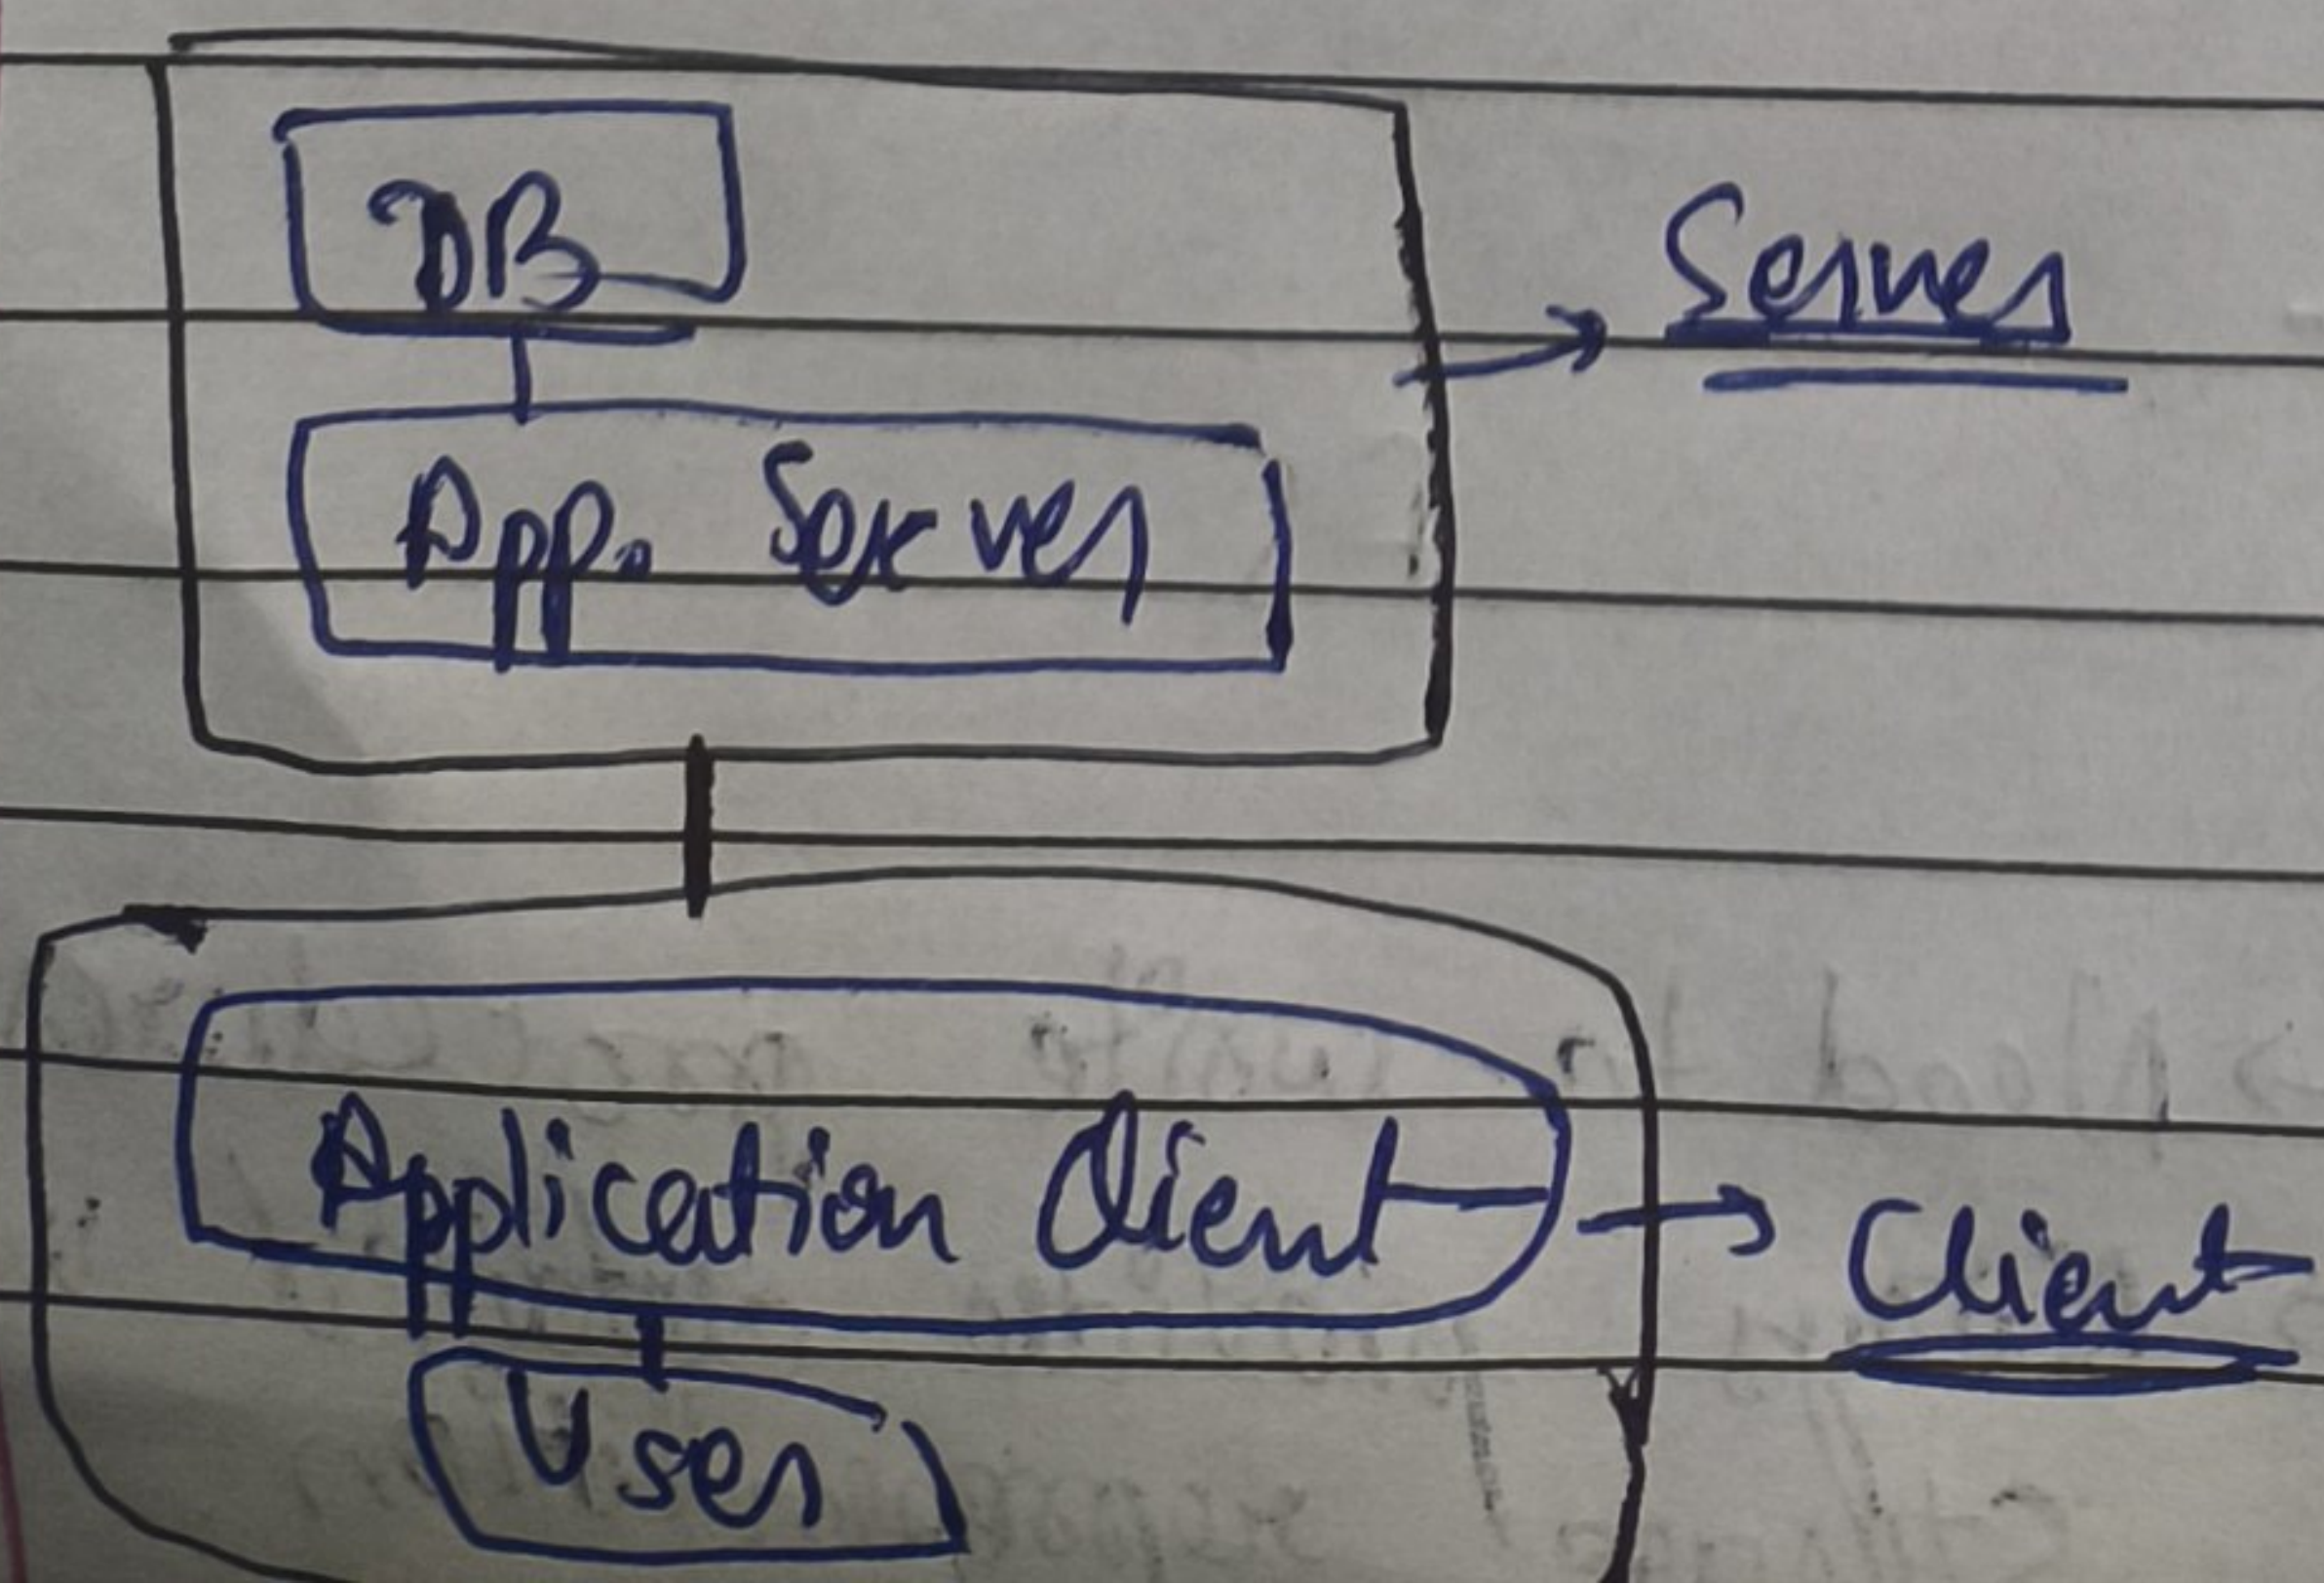 DB
Server
App. Server
Application Client
Client
User